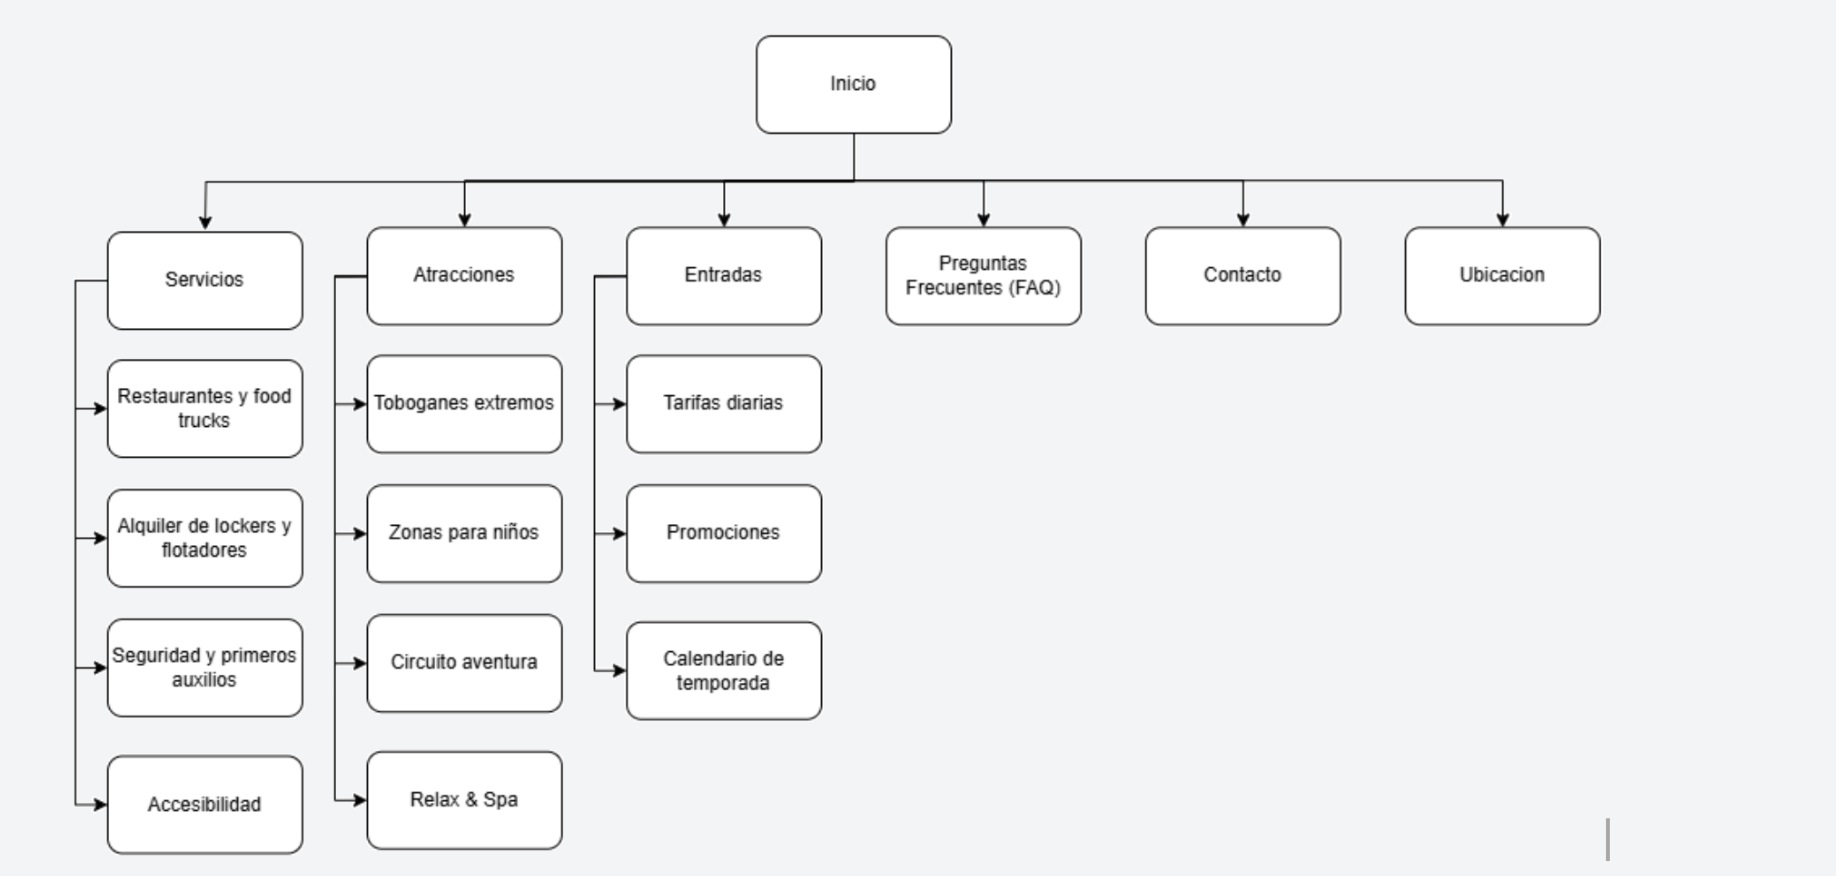 Inicio
Servicios
Atracciones
Entradas
Preguntas
Frecuentes (FAQ)
Contacto
Ubicacion
Restaurantes y food
trucks
Toboganes extremos
Tarifas diarias
Alquiler de lockers y
flotadores
Zonas para niños
Promociones
Seguridad y primeros
auxilios
Circuito aventura
Calendario de
temporada
Accesibilidad
Relax & Spa